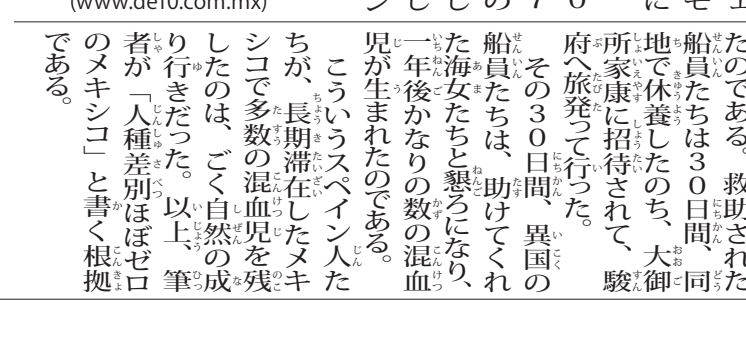 (www.de10.com.mx)
たのである。救助された
船員たちは30日間、同
地で休養したのち、大御
所家康に招待されて、駿
府へ旅発って行った。
その30日間、異国の
船員たちは、助けてくれ
た海女たちと懇ろになり、
一年後かなりの数の混血
児が生まれたのである。
こういうスペイン人た
ちが、長期滞在したメキ
シコで多数の混血児を残
したのは、ごく自然の成
り行きだった。以上、筆
者が「人種差別ほぼゼロ
のメキシコ」と書く根拠
である。